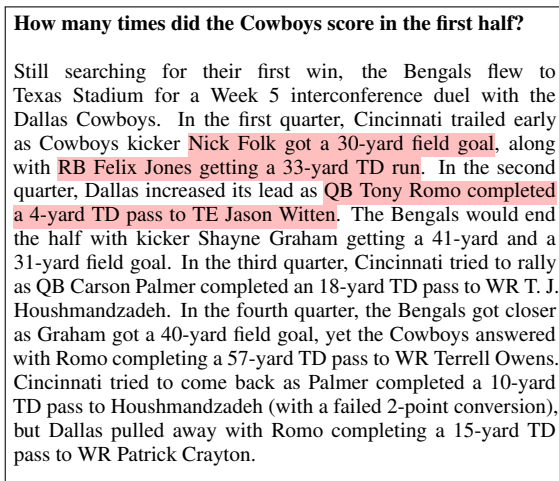 How many times did the Cowboys score in the first half?
Still searching for their first win, the Bengals flew to
Texas Stadium for a Week 5 interconference duel with the
Dallas Cowboys. In the first quarter, Cincinnati trailed early
as Cowboys kicker Nick Folk got a 30-yard field goal, along
with RB Felix Jones getting a 33-yard TD run. In the second
quarter, Dallas increased its lead as QB Tony Romo completed
a 4-yard TD pass to TE Jason Witten. The Bengals would end
the half with kicker Shayne Graham getting a 41-yard and a
31-yard field goal. In the third quarter, Cincinnati tried to rally
as QB Carson Palmer completed an 18-yard TD pass to WR T. J.
Houshmandzadeh. In the fourth quarter, the Bengals got closer
as Graham got a 40-yard field goal, yet the Cowboys answered
with Romo completing a 57-yard TD pass to WR Terrell Owens.
Cincinnati tried to come back as Palmer completed a 10-yard
TD pass to Houshmandzadeh (with a failed 2-point conversion),
but Dallas pulled away with Romo completing a 15-yard TD
pass to WR Patrick Crayton.